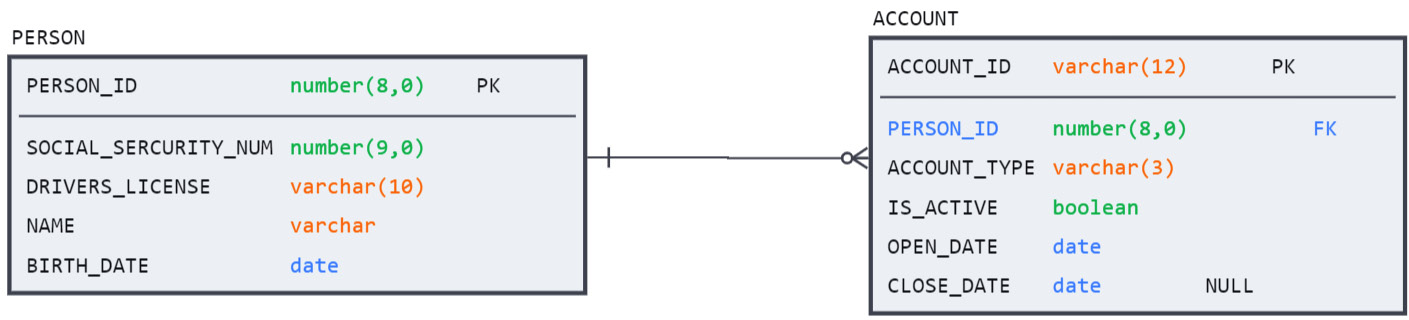 PERSON
PERSON_ID number(8,0) PK
SOCIAL_SERCURITY_NUM number(9,0)
DRIVERS_LICENSE varchar(10)
NAME varchar
BIRTH_DATE date
ACCOUNT
ACCOUNT_ID varchar(12) PK
PERSON_ID number(8,0) FK
ACCOUNT_TYPE varchar(3)
IS_ACTIVE boolean
OPEN_DATE date
CLOSE_DATE date NULL